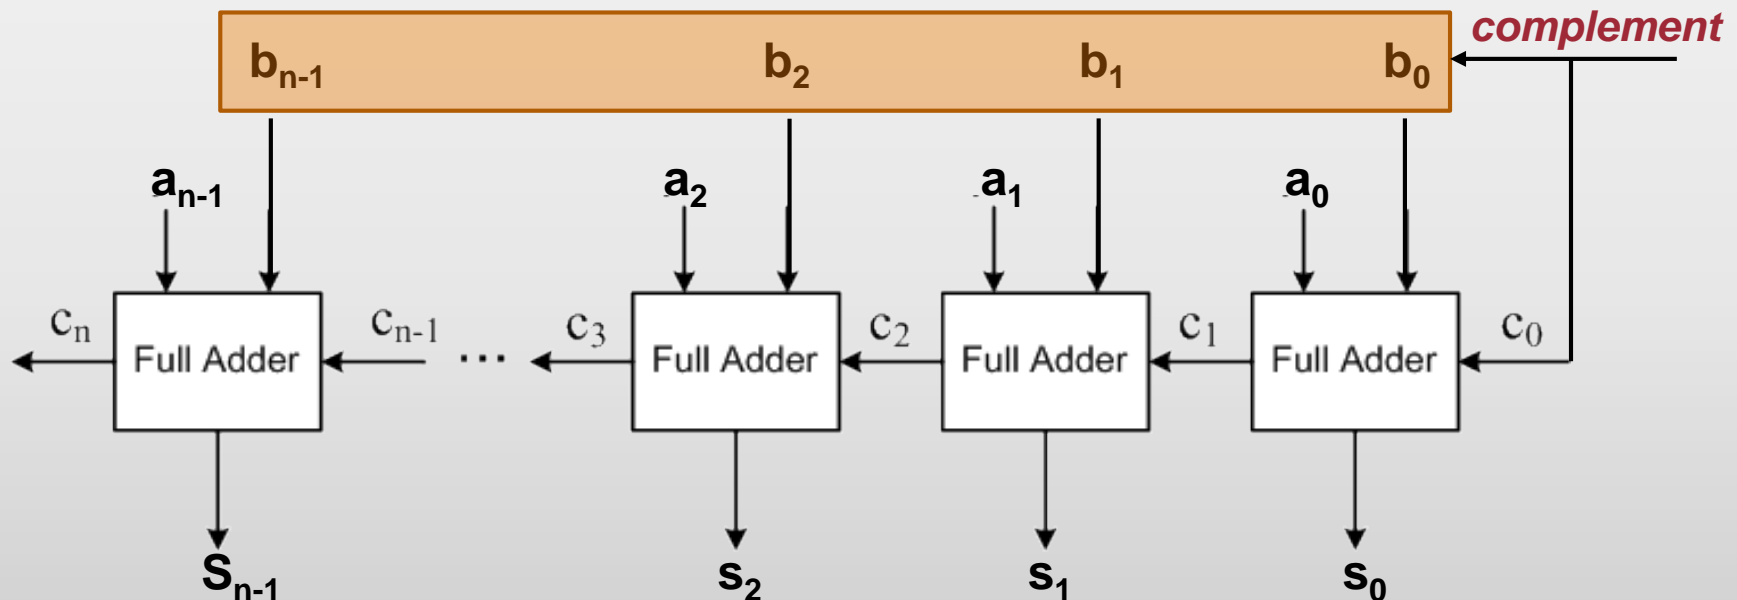 complement
b_{n-1} b_2 b_1 b_0
a_{n-1} a_2 a_1 a_0
c_n c_{n-1} c_3 c_2 c_1 c_0
Full Adder ... Full Adder Full Adder Full Adder
S_{n-1} s_2 s_1 s_0